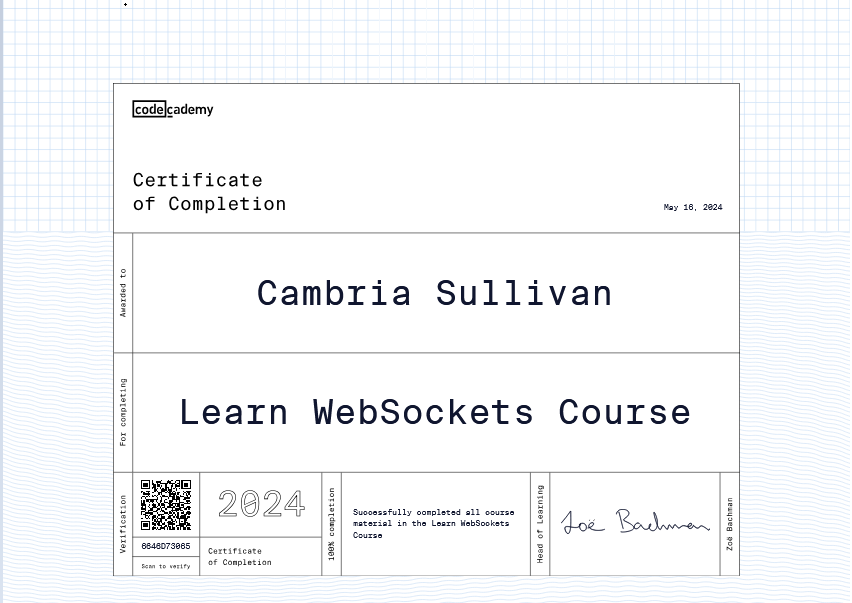 codecademy
Certificate
of Completion
May 16, 2024
Awarded to
Cambria Sullivan
For completing
Learn WebSockets Course
Verification
6646D73065
Scan to verify
2024
Certificate
of Completion
100% completion
Successfully completed all course
material in the Learn WebSockets
Course
Head of Learning
Zoë Bachman
Zoë Bachman